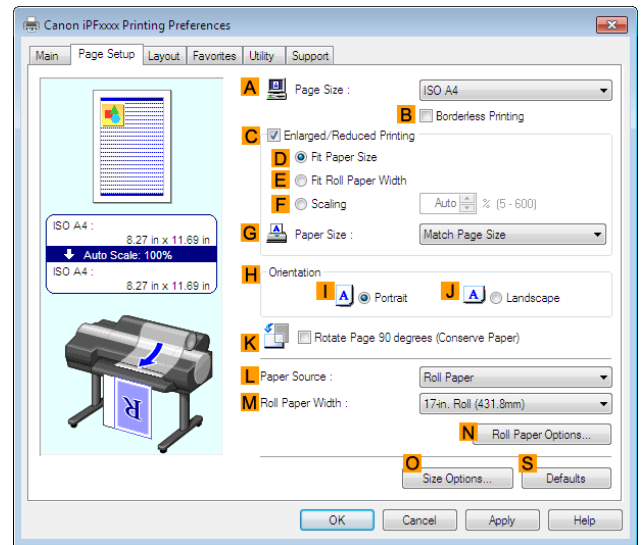 Canon iPFxxxx Printing Preferences
Main Page Setup Layout Favorites Utility Support
A Page Size : ISO A4
B Borderless Printing
C Enlarged/Reduced Printing
D Fit Paper Size
E Fit Roll Paper Width
F Scaling Auto % (5 - 600)
ISO A4 :
8.27 in x 11.69 in
Auto Scale: 100%
ISO A4 :
8.27 in x 11.69 in
G Paper Size : Match Page Size
H Orientation
I A Portrait J A Landscape
K Rotate Page 90 degrees (Conserve Paper)
R
L Paper Source : Roll Paper
M Roll Paper Width : 17-in. Roll (431.8mm)
N Roll Paper Options...
O S
Size Options... Defaults
OK Cancel Apply Help